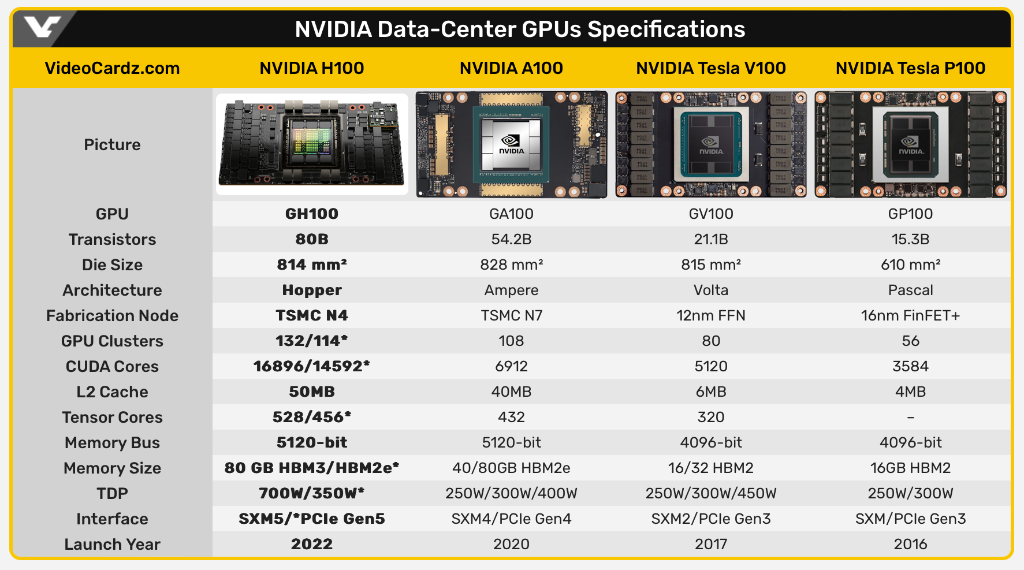 NVIDIA Data-Center GPUs Specifications
VideoCardz.com NVIDIA H100 NVIDIA A100 NVIDIA Tesla V100 NVIDIA Tesla P100
Picture
NVIDIA
GPU GH100 GA100 GV100 GP100
Transistors 80B 54.2B 21.1B 15.3B
Die Size 814 mm² 828 mm² 815 mm² 610 mm²
Architecture Hopper Ampere Volta Pascal
Fabrication Node TSMC N4 TSMC N7 12nm FFN 16nm FinFET+
GPU Clusters 132/114* 108 80 56
CUDA Cores 16896/14592* 6912 5120 3584
L2 Cache 50MB 40MB 6MB 4MB
Tensor Cores 528/456* 432 320 –
Memory Bus 5120-bit 5120-bit 4096-bit 4096-bit
Memory Size 80 GB HBM3/HBM2e* 40/80GB HBM2e 16/32 HBM2 16GB HBM2
TDP 700W/350W* 250W/300W/400W 250W/300W/450W 250W/300W
Interface SXM5/*PCIe Gen5 SXM4/PCIe Gen4 SXM2/PCIe Gen3 SXM/PCIe Gen3
Launch Year 2022 2020 2017 2016